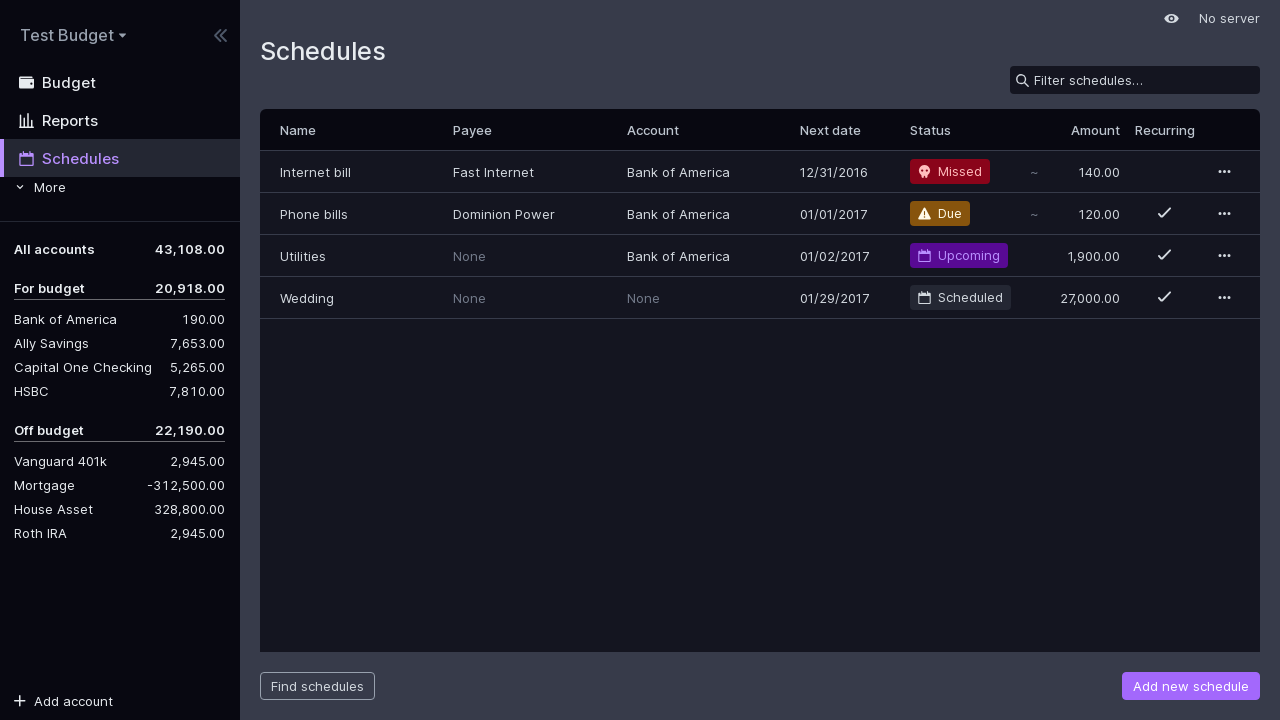 Test Budget
Budget
Reports
Schedules
More
All accounts 43,108.00
For budget 20,918.00
Bank of America 190.00
Ally Savings 7,653.00
Capital One Checking 5,265.00
HSBC 7,810.00
Off budget 22,190.00
Vanguard 401k 2,945.00
Mortgage -312,500.00
House Asset 328,800.00
Roth IRA 2,945.00
Add account
No server
Schedules
Filter schedules…
Name Payee Account Next date Status Amount Recurring
Internet bill Fast Internet Bank of America 12/31/2016 Missed ~ 140.00
Phone bills Dominion Power Bank of America 01/01/2017 Due ~ 120.00
Utilities None Bank of America 01/02/2017 Upcoming 1,900.00
Wedding None None 01/29/2017 Scheduled 27,000.00
Find schedules
Add new schedule